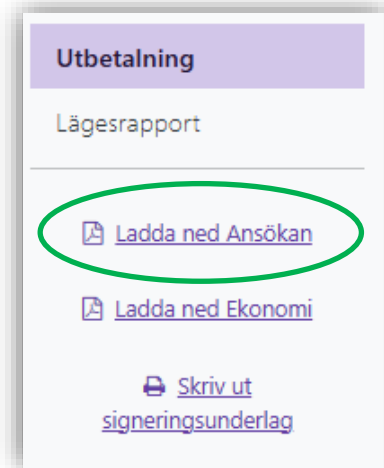 Utbetalning
Lägesrapport
Ladda ned Ansökan
Ladda ned Ekonomi
Skriv ut
signeringsunderlag